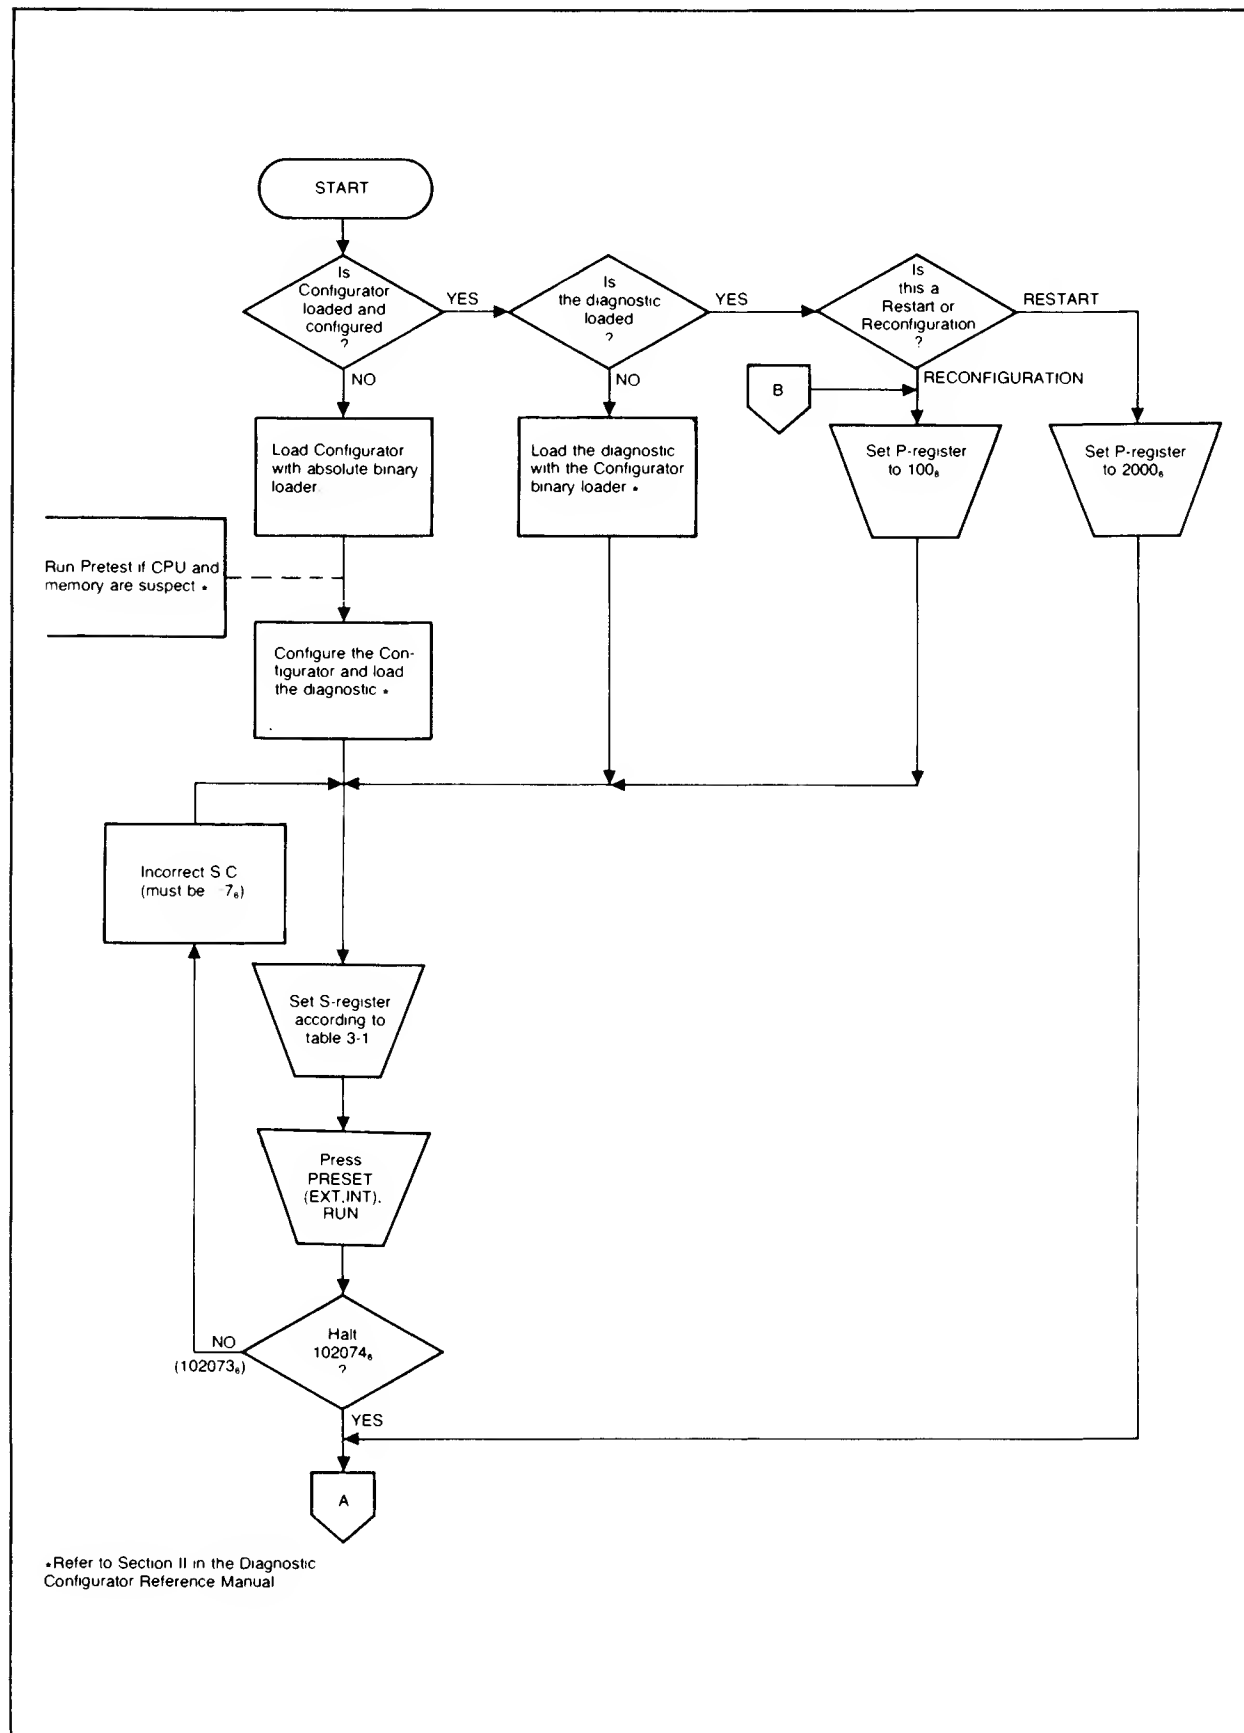 START
Is
Configurator
loaded and
configured
?
YES
Is
the diagnostic
loaded
?
YES
Is
this a
Restart or
Reconfiguration
?
RESTART
NO
NO
B
RECONFIGURATION
Load Configurator
with absolute binary
loader
Load the diagnostic
with the Configurator
binary loader *
Set P-register
to 100₈
Set P-register
to 2000₈
Run Pretest if CPU and
memory are suspect *
Configure the Con-
figurator and load
the diagnostic *
Incorrect S C
(must be 7₈)
Set S-register
according to
table 3-1
Press
PRESET
(EXT,INT).
RUN
Halt
102074₈
?
NO
(102073₈)
YES
A
*Refer to Section II in the Diagnostic
Configurator Reference Manual